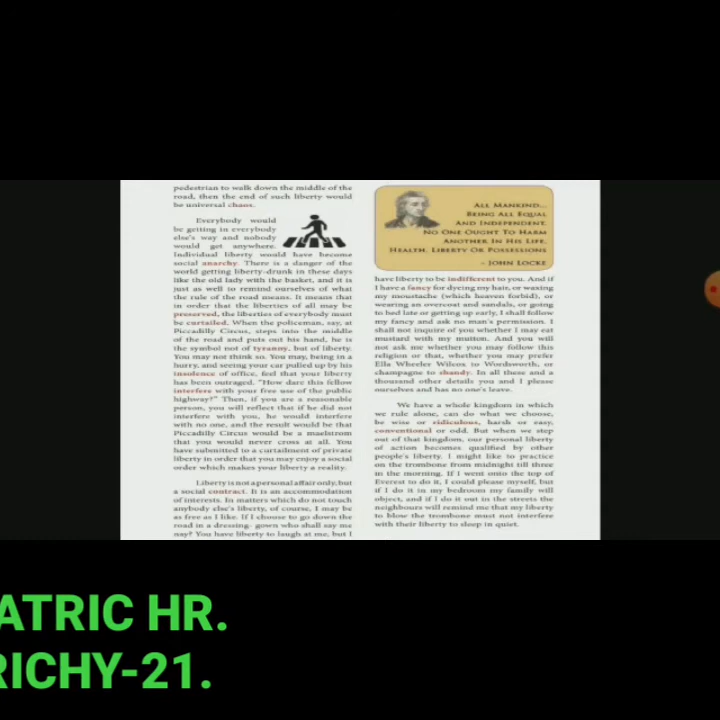 pedestrian to walk down the middle of the
road, then the end of such liberty would
be universal chaos.
Everybody would
be getting in everybody
else's way and nobody
would get anywhere.
Individual liberty would have become
social anarchy. There is a danger of the
world getting liberty-drunk in these days
like the old lady with the basket, and it is
just as well to remind ourselves of what
the rule of the road means. It means that
in order that the liberties of all may be
preserved, the liberties of everybody must
be curtailed. When the policeman, say, at
Piccadilly Circus, steps into the middle
of the road and puts out his hand, he is
the symbol not of tyranny, but of liberty.
You may not think so. You may, being in a
hurry, and seeing your car pulled up by his
insolence of office, feel that your liberty
has been outraged. "How dare this fellow
interfere with your free use of the public
highway?" Then, if you are a reasonable
person, you will reflect that if he did not
interfere with you, he would interfere
with no one, and the result would be that
Piccadilly Circus would be a maelstrom
that you would never cross at all. You
have submitted to a curtailment of private
liberty in order that you may enjoy a social
order which makes your liberty a reality.
Liberty is not a personal affair only, but
a social contract. It is an accommodation
of interests. In matters which do not touch
anybody else's liberty, of course, I may be
as free as I like. If I choose to go down the
road in a dressing- gown who shall say me
nay? You have liberty to laugh at me, but I
ALL MANKIND...
BEING ALL EQUAL
AND INDEPENDENT,
NO ONE OUGHT TO HARM
ANOTHER IN HIS LIFE,
HEALTH, LIBERTY OR POSSESSIONS
- JOHN LOCKE
have liberty to be indifferent to you. And if
I have a fancy for dyeing my hair, or waxing
my moustache (which heaven forbid), or
wearing an overcoat and sandals, or going
to bed late or getting up early, I shall follow
my fancy and ask no man's permission. I
shall not inquire of you whether I may eat
mustard with my mutton. And you will
not ask me whether you may follow this
religion or that, whether you may prefer
Ella Wheeler Wilcox to Wordsworth, or
champagne to shandy. In all these and a
thousand other details you and I please
ourselves and has no one's leave.
We have a whole kingdom in which
we rule alone, can do what we choose,
be wise or ridiculous, harsh or easy,
conventional or odd. But when we step
out of that kingdom, our personal liberty
of action becomes qualified by other
people's liberty. I might like to practice
on the trombone from midnight till three
in the morning. If I went onto the top of
Everest to do it, I could please myself, but
if I do it in my bedroom my family will
object, and if I do it out in the streets the
neighbours will remind me that my liberty
to blow the trombone must not interfere
with their liberty to sleep in quiet.
ATRIC HR.
RICHY-21.